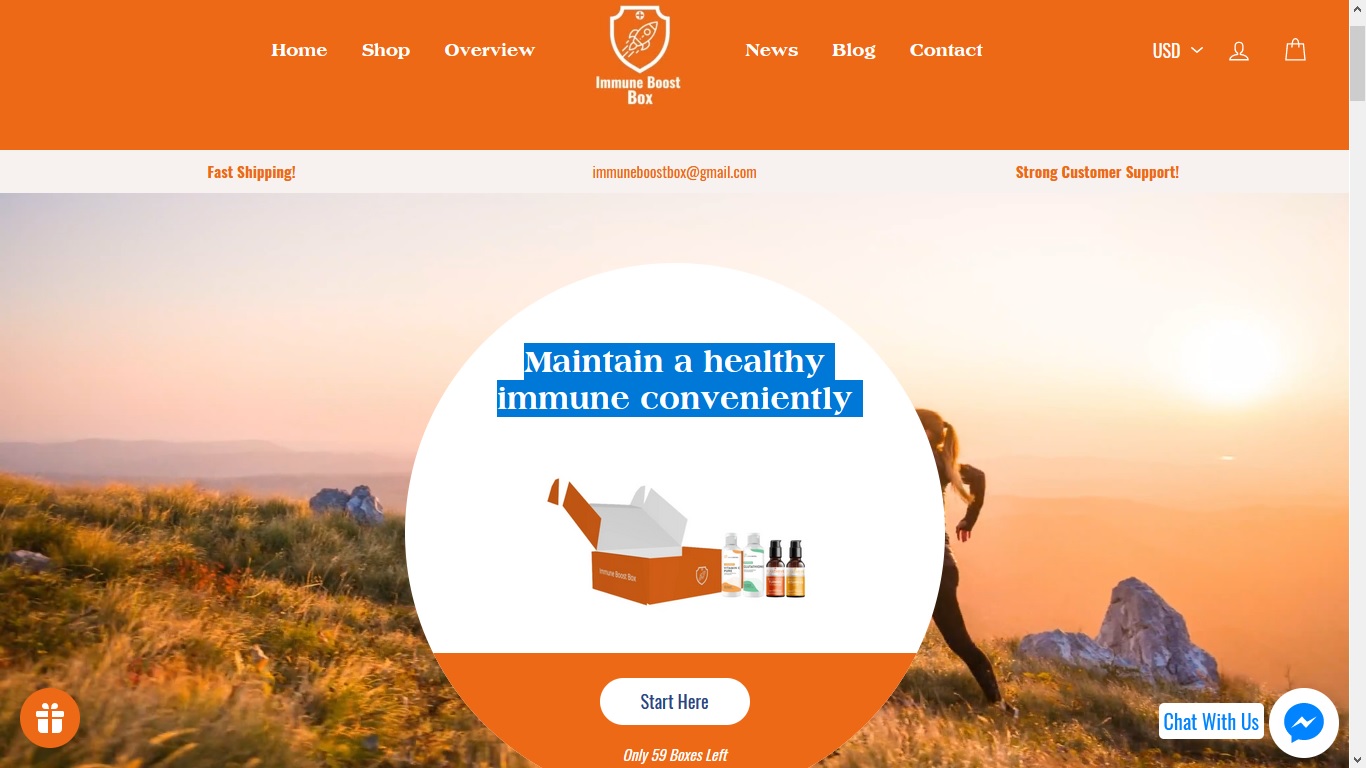 Home
Shop
Overview
Immune Boost
Box
News
Blog
Contact
USD
Fast Shipping!
immuneboostbox@gmail.com
Strong Customer Support!
Maintain a healthy
immune conveniently
Immune Boost Box
Start Here
Only 59 Boxes Left
Chat With Us